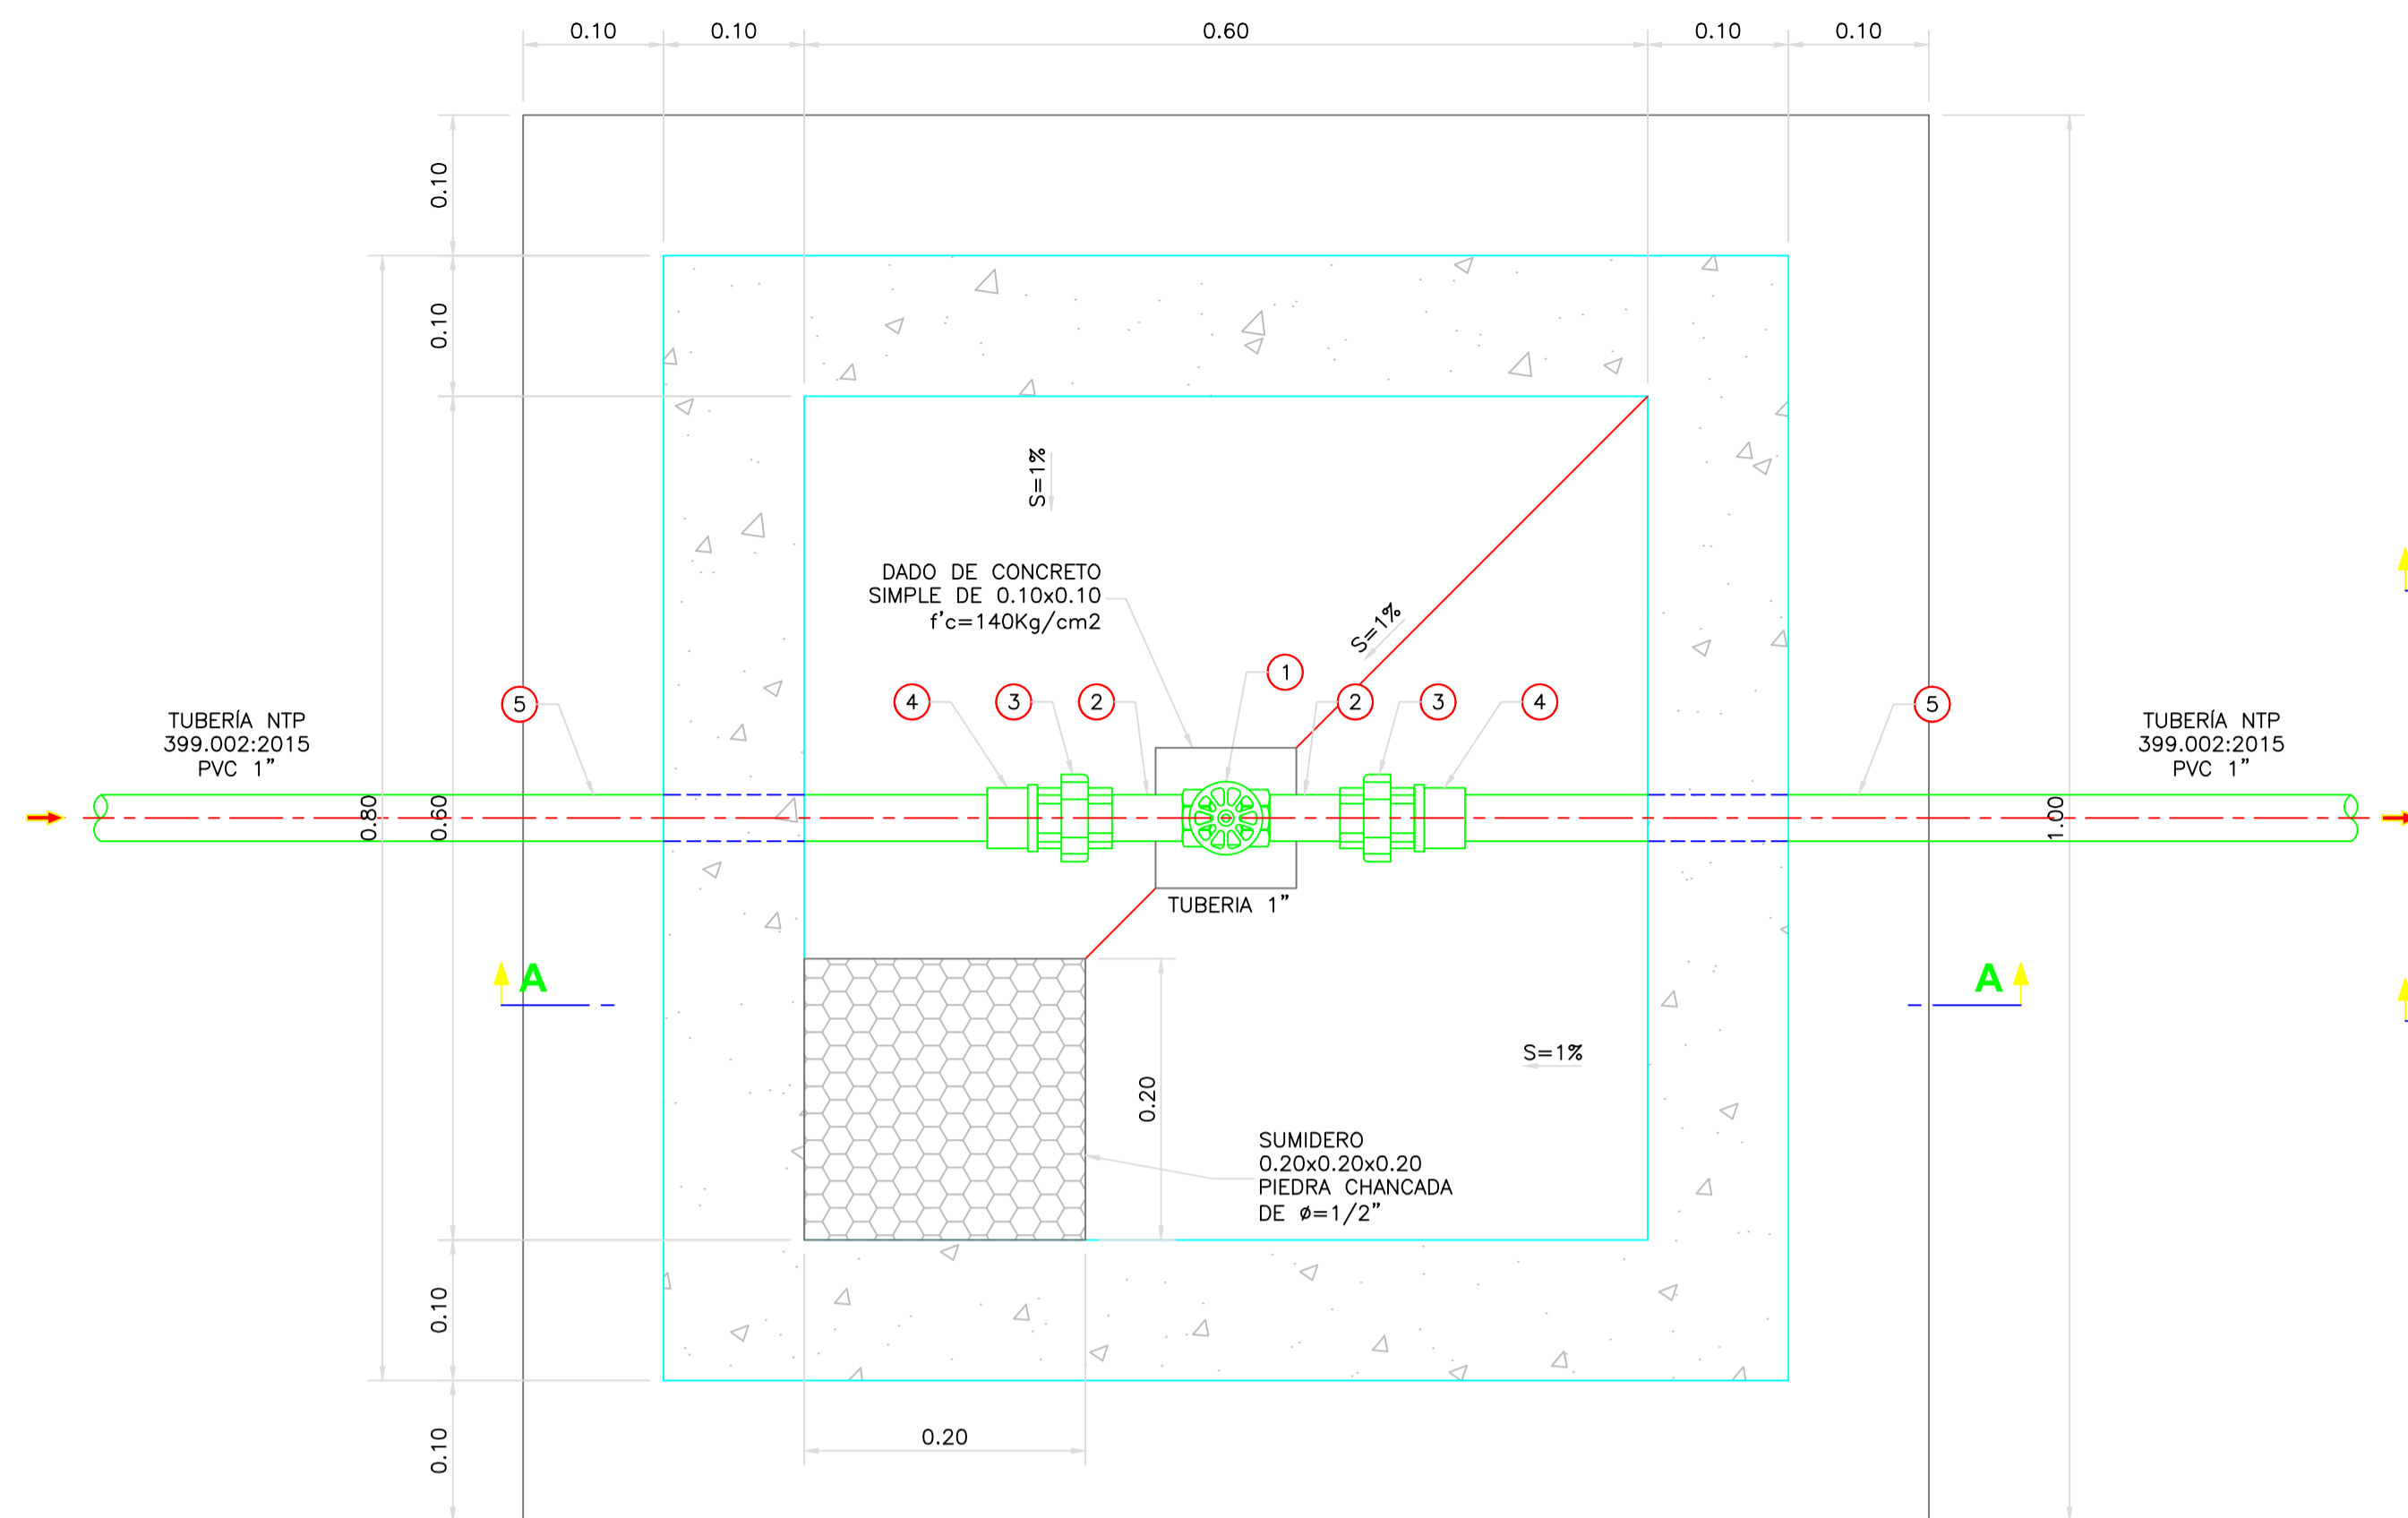 0.10
0.10
0.60
0.10
0.10
0.10
0.10
S=1%
DADO DE CONCRETO
SIMPLE DE 0.10x0.10
f'c=140Kg/cm2
S=1%
1
4
3
2
2
3
4
5
5
TUBERÍA NTP
399.002:2015
PVC 1"
TUBERÍA NTP
399.002:2015
PVC 1"
0.80
0.60
1.00
TUBERIA 1"
A
A
S=1%
0.20
SUMIDERO
0.20x0.20x0.20
PIEDRA CHANCADA
DE ø=1/2"
0.10
0.20
0.10